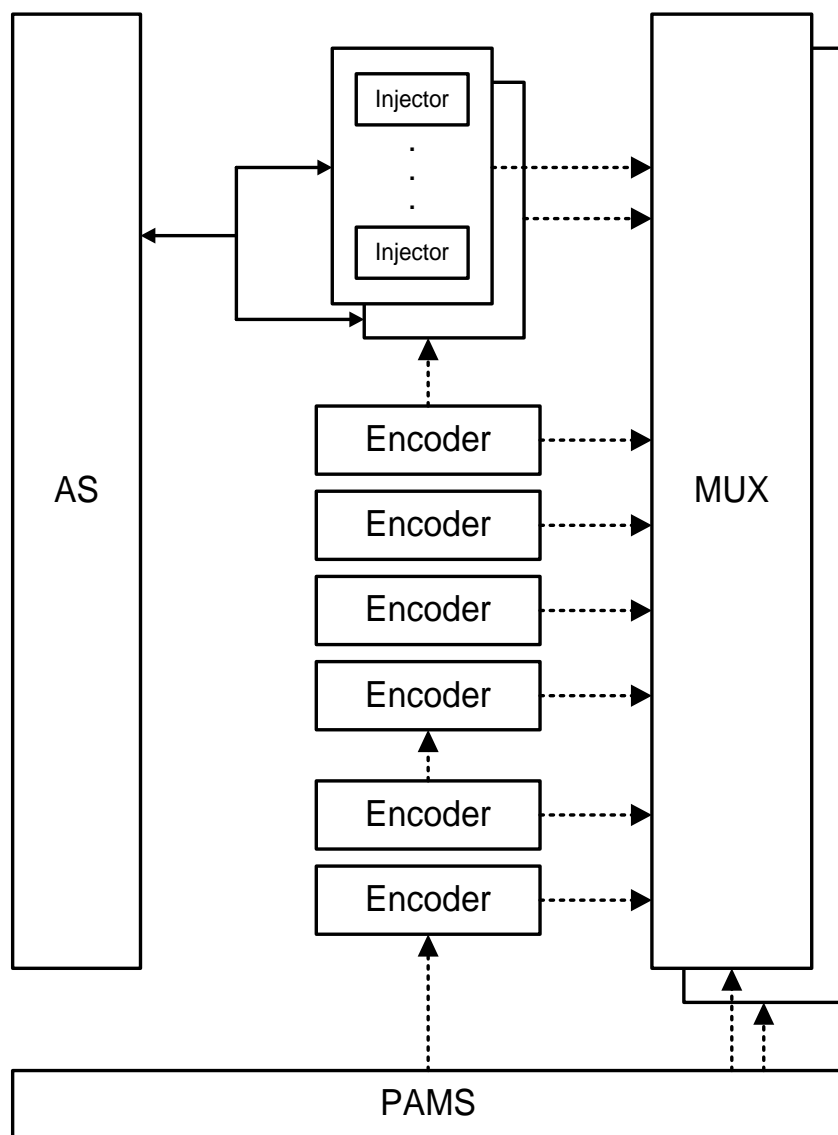 Injector
.
.
.
Injector
Encoder
AS
Encoder
MUX
Encoder
Encoder
Encoder
Encoder
PAMS